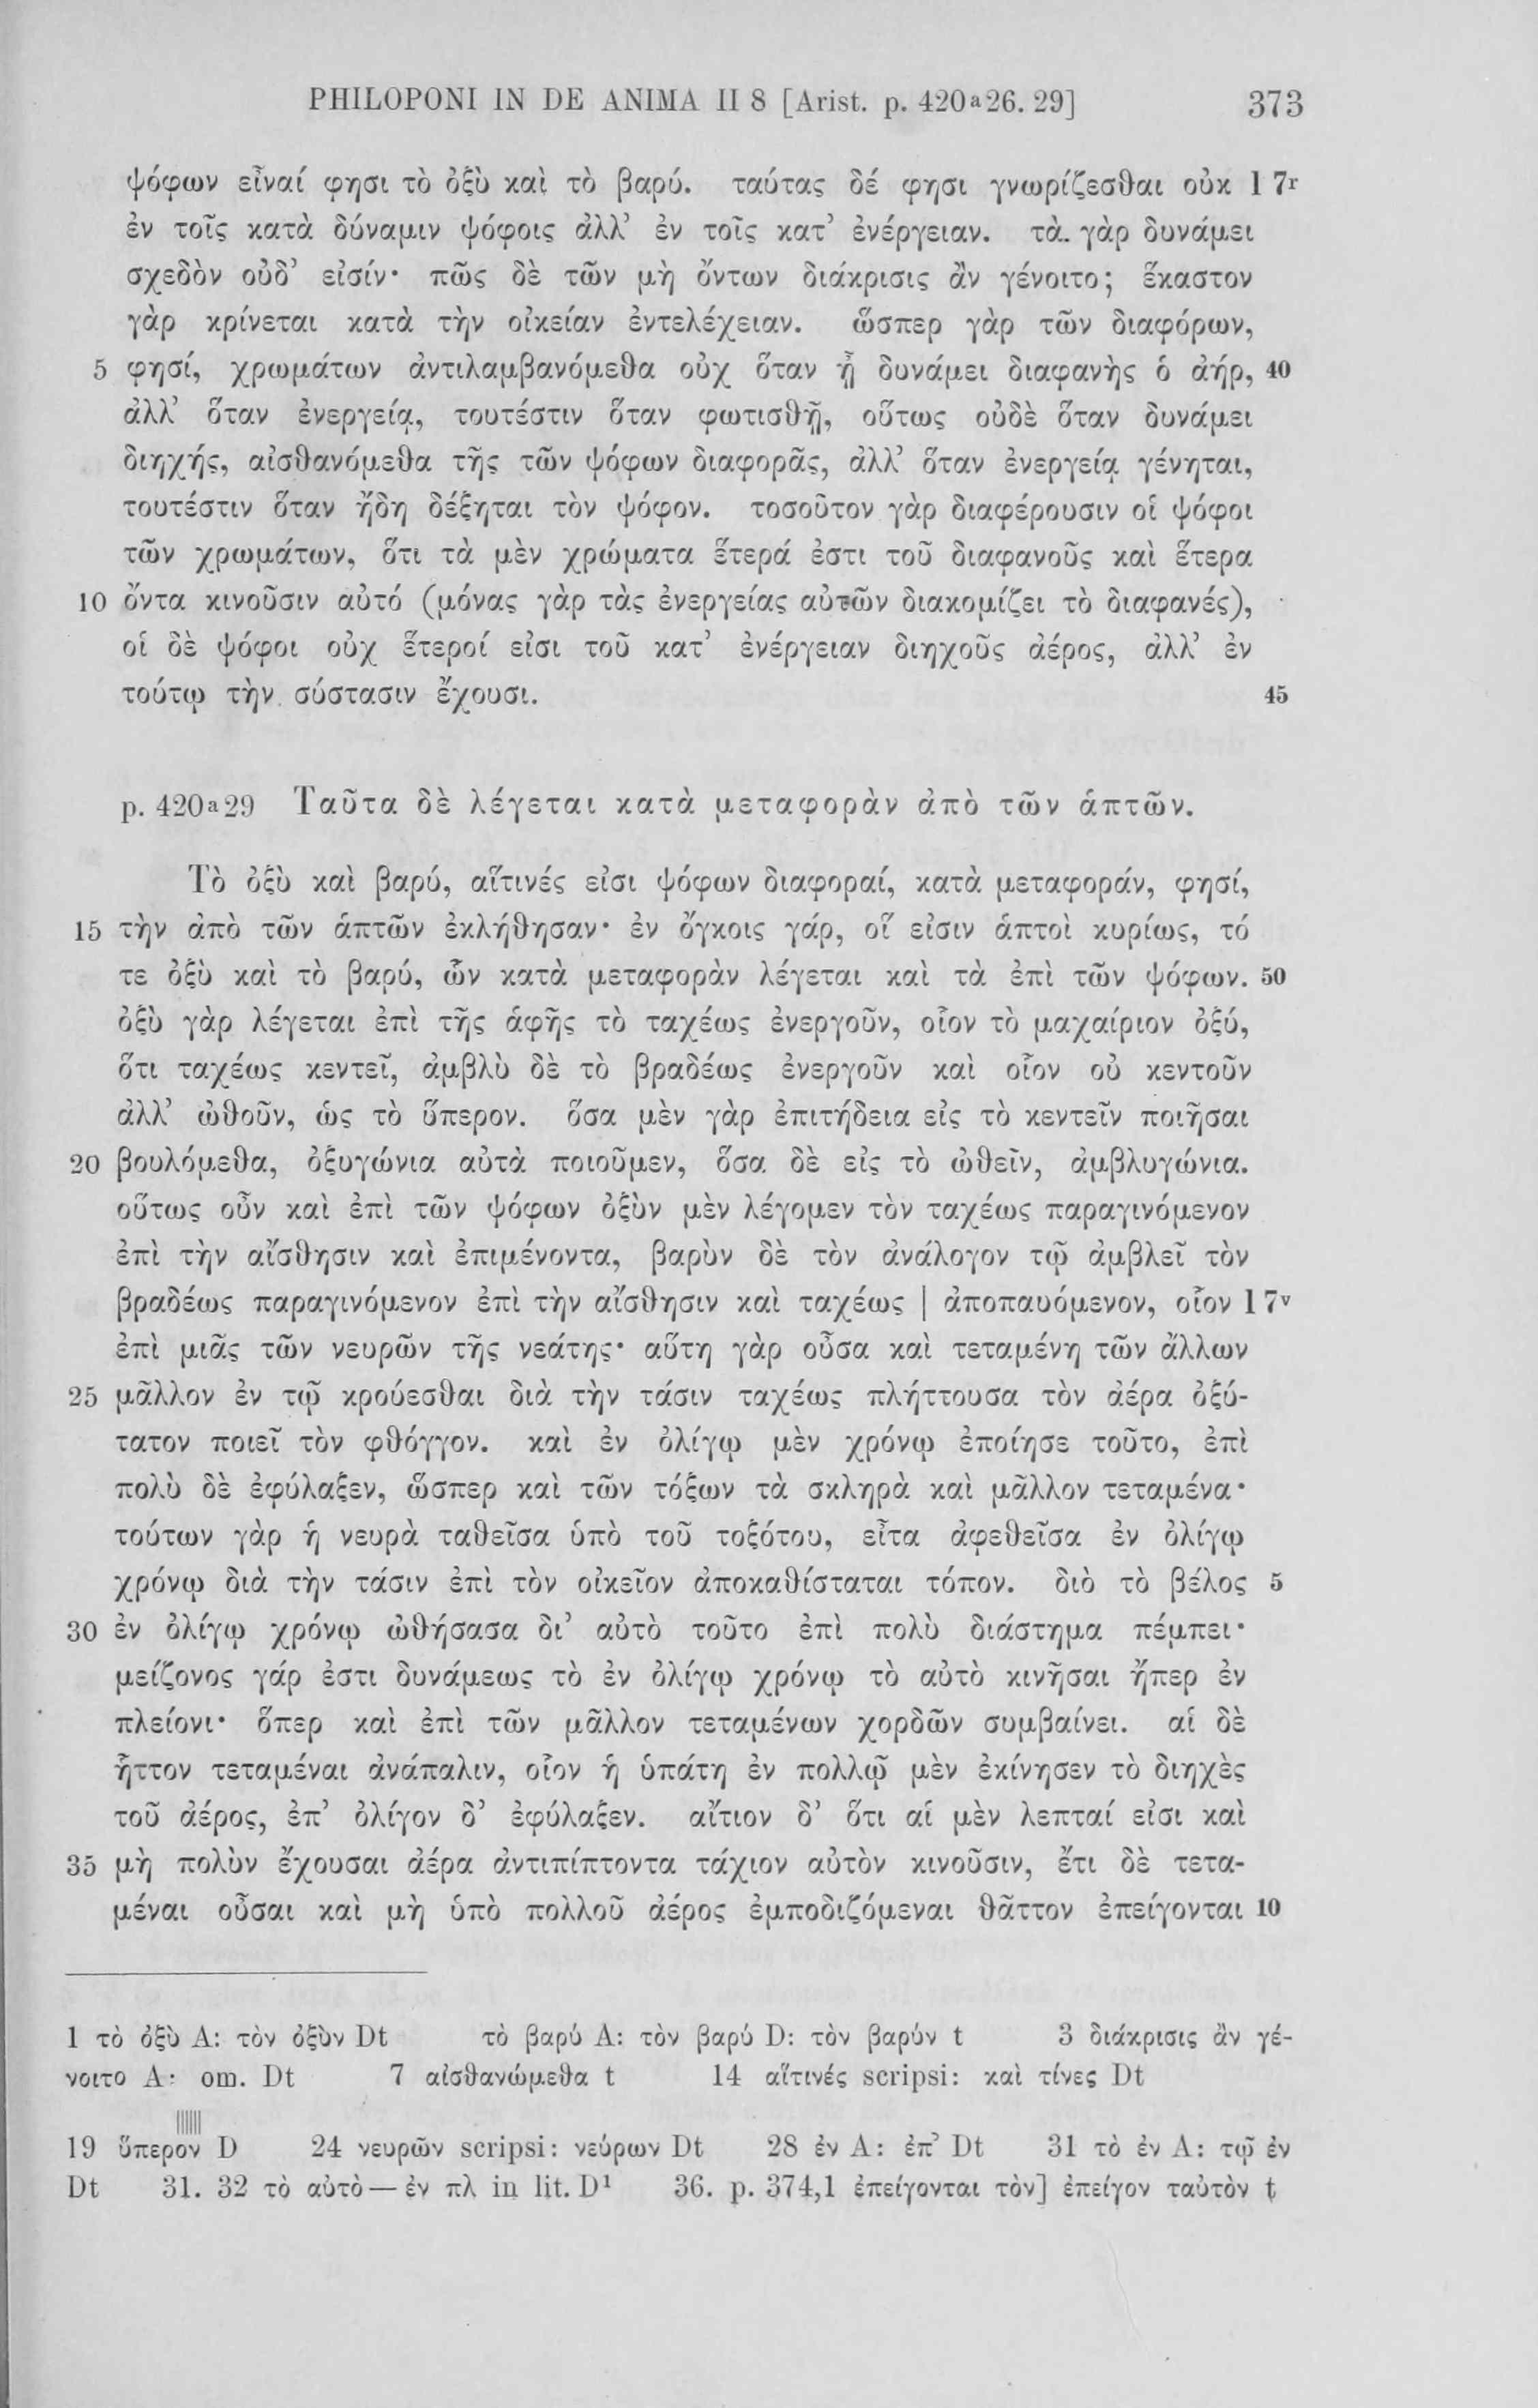 PHILOPONI IN DE ANIMA II 8 [Arist. p. 420ᵃ26. 29] 373
ψόφων εἶναί φησι τὸ ὀξὺ καὶ τὸ βαρύ. ταύτας δέ φησι γνωρίζεσθαι οὐκ 1 7ʳ
ἐν τοῖς κατὰ δύναμιν ψόφοις ἀλλ’ ἐν τοῖς κατ’ ἐνέργειαν. τὰ γὰρ δυνάμει
σχεδὸν οὐδ’ εἰσίν· πῶς δὲ τῶν μὴ ὄντων διάκρισις ἂν γένοιτο; ἕκαστον
γὰρ κρίνεται κατὰ τὴν οἰκείαν ἐντελέχειαν. ὥσπερ γὰρ τῶν διαφόρων,
5 φησί, χρωμάτων ἀντιλαμβανόμεθα οὐχ ὅταν ᾖ δυνάμει διαφανὴς ὁ ἀήρ, 40
ἀλλ’ ὅταν ἐνεργείᾳ, τουτέστιν ὅταν φωτισθῇ, οὕτως οὐδὲ ὅταν δυνάμει
διηχής, αἰσθανόμεθα τῆς τῶν ψόφων διαφορᾶς, ἀλλ’ ὅταν ἐνεργείᾳ γένηται,
τουτέστιν ὅταν ἤδη δέξηται τὸν ψόφον. τοσοῦτον γὰρ διαφέρουσιν οἱ ψόφοι
τῶν χρωμάτων, ὅτι τὰ μὲν χρώματα ἕτερά ἐστι τοῦ διαφανοῦς καὶ ἕτερα
10 ὄντα κινοῦσιν αὐτό (μόνας γὰρ τὰς ἐνεργείας αὐτῶν διακομίζει τὸ διαφανές),
οἱ δὲ ψόφοι οὐχ ἕτεροί εἰσι τοῦ κατ’ ἐνέργειαν διηχοῦς ἀέρος, ἀλλ’ ἐν
τούτῳ τὴν σύστασιν ἔχουσι. 45
p. 420ᵃ29 Ταῦτα δὲ λέγεται κατὰ μεταφορὰν ἀπὸ τῶν ἁπτῶν.
Τὸ ὀξὺ καὶ βαρύ, αἵτινές εἰσι ψόφων διαφοραί, κατὰ μεταφοράν, φησί,
15 τὴν ἀπὸ τῶν ἁπτῶν ἐκλήθησαν· ἐν ὄγκοις γάρ, οἵ εἰσιν ἁπτοὶ κυρίως, τό
τε ὀξὺ καὶ τὸ βαρύ, ὧν κατὰ μεταφορὰν λέγεται καὶ τὰ ἐπὶ τῶν ψόφων. 50
ὀξὺ γὰρ λέγεται ἐπὶ τῆς ἁφῆς τὸ ταχέως ἐνεργοῦν, οἷον τὸ μαχαίριον ὀξύ,
ὅτι ταχέως κεντεῖ, ἀμβλὺ δὲ τὸ βραδέως ἐνεργοῦν καὶ οἷον οὐ κεντοῦν
ἀλλ’ ὠθοῦν, ὡς τὸ ὕπερον. ὅσα μὲν γὰρ ἐπιτήδεια εἰς τὸ κεντεῖν ποιῆσαι
20 βουλόμεθα, ὀξυγώνια αὐτὰ ποιοῦμεν, ὅσα δὲ εἰς τὸ ὠθεῖν, ἀμβλυγώνια.
οὕτως οὖν καὶ ἐπὶ τῶν ψόφων ὀξὺν μὲν λέγομεν τὸν ταχέως παραγινόμενον
ἐπὶ τὴν αἴσθησιν καὶ ἐπιμένοντα, βαρὺν δὲ τὸν ἀνάλογον τῷ ἀμβλεῖ τὸν
βραδέως παραγινόμενον ἐπὶ τὴν αἴσθησιν καὶ ταχέως | ἀποπαυόμενον, οἷον 1 7ᵛ
ἐπὶ μιᾶς τῶν νευρῶν τῆς νεάτης· αὕτη γὰρ οὖσα καὶ τεταμένη τῶν ἄλλων
25 μᾶλλον ἐν τῷ κρούεσθαι διὰ τὴν τάσιν ταχέως πλήττουσα τὸν ἀέρα ὀξύ-
τατον ποιεῖ τὸν φθόγγον. καὶ ἐν ὀλίγῳ μὲν χρόνῳ ἐποίησε τοῦτο, ἐπὶ
πολὺ δὲ ἐφύλαξεν, ὥσπερ καὶ τῶν τόξων τὰ σκληρὰ καὶ μᾶλλον τεταμένα·
τούτων γὰρ ἡ νευρὰ ταθεῖσα ὑπὸ τοῦ τοξότου, εἶτα ἀφεθεῖσα ἐν ὀλίγῳ
χρόνῳ διὰ τὴν τάσιν ἐπὶ τὸν οἰκεῖον ἀποκαθίσταται τόπον. διὸ τὸ βέλος 5
30 ἐν ὀλίγῳ χρόνῳ ὠθήσασα δι’ αὐτὸ τοῦτο ἐπὶ πολὺ διάστημα πέμπει·
μείζονος γάρ ἐστι δυνάμεως τὸ ἐν ὀλίγῳ χρόνῳ τὸ αὐτὸ κινῆσαι ἤπερ ἐν
πλείονι· ὅπερ καὶ ἐπὶ τῶν μᾶλλον τεταμένων χορδῶν συμβαίνει. αἱ δὲ
ἧττον τεταμέναι ἀνάπαλιν, οἷον ἡ ὑπάτη ἐν πολλῷ μὲν ἐκίνησεν τὸ διηχὲς
τοῦ ἀέρος, ἐπ’ ὀλίγον δ’ ἐφύλαξεν. αἴτιον δ’ ὅτι αἱ μὲν λεπταί εἰσι καὶ
35 μὴ πολὺν ἔχουσαι ἀέρα ἀντιπίπτοντα τάχιον αὐτὸν κινοῦσιν, ἔτι δὲ τετα-
μέναι οὖσαι καὶ μὴ ὑπὸ πολλοῦ ἀέρος ἐμποδιζόμεναι θᾶττον ἐπείγονται 10
1 τὸ ὀξὺ A: τὸν ὀξὺν Dt τὸ βαρύ A: τὸν βαρύ D: τὸν βαρύν t 3 διάκρισις ἂν γέ-
νοιτο A: om. Dt 7 αἰσθανώμεθα t 14 αἵτινές scripsi: καὶ τίνες Dt
19 ὕπερον D 24 νευρῶν scripsi: νεύρων Dt 28 ἐν A: ἐπ’ Dt 31 τὸ ἐν A: τῷ ἐν
Dt 31. 32 τὸ αὐτὸ — ἐν πλ in lit. D¹ 36. p. 374,1 ἐπείγονται τὸν] ἐπείγον ταὐτὸν t